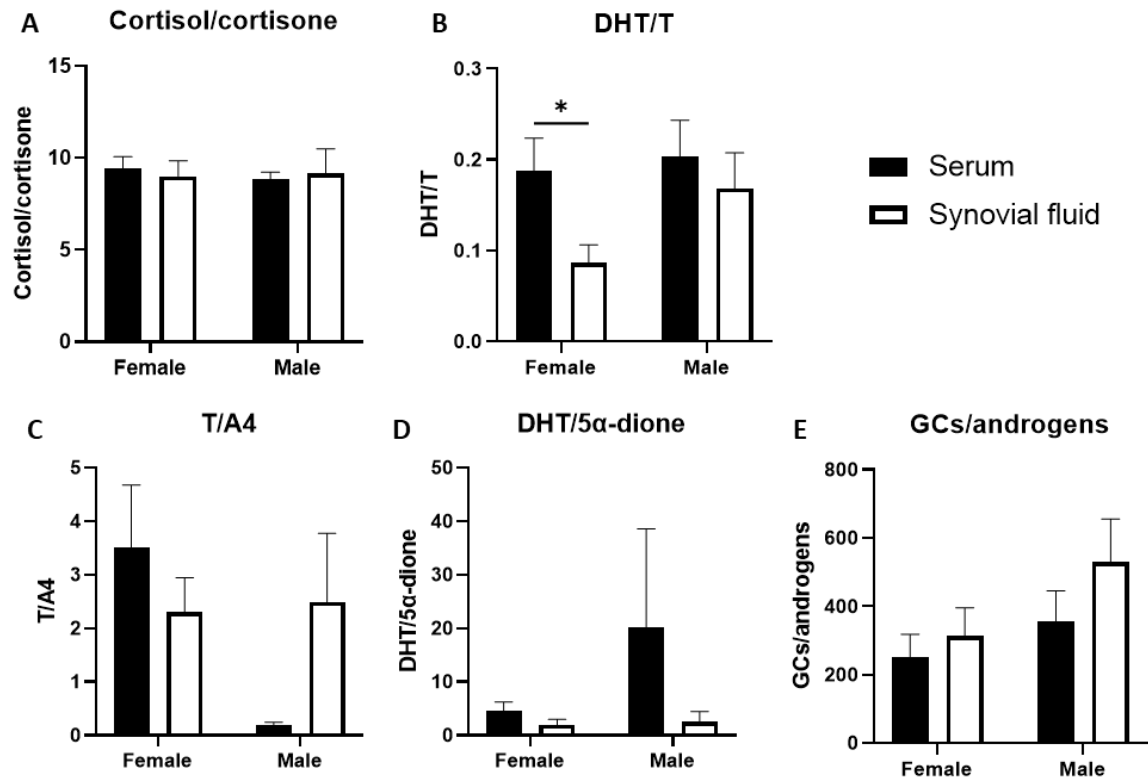 A
Cortisol/cortisone
Cortisol/cortisone
15
10
5
0
Female
Male
B
DHT/T
DHT/T
0.3
*
0.2
0.1
0.0
Female
Male
Serum
Synovial fluid
C
T/A4
T/A4
5
4
3
2
1
0
Female
Male
D
DHT/5α-dione
DHT/5α-dione
50
40
30
20
10
0
Female
Male
E
GCs/androgens
GCs/androgens
800
600
400
200
0
Female
Male